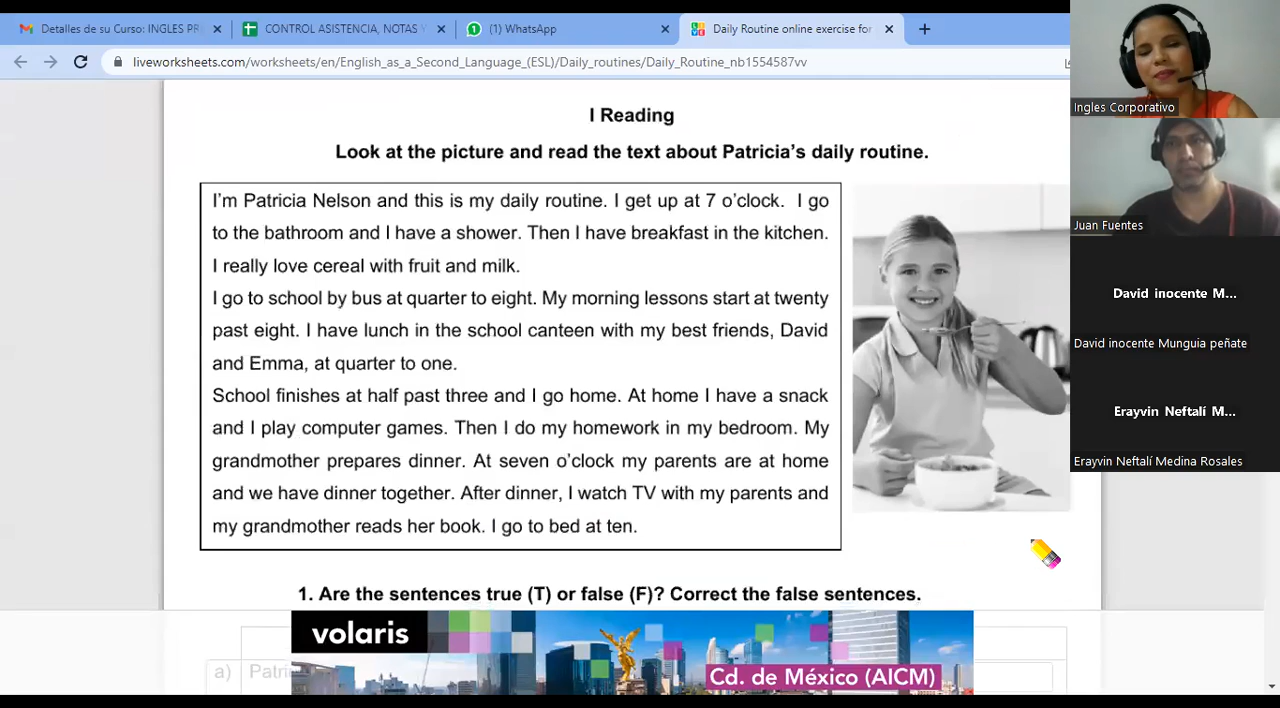 Detalles de su Curso: INGLES PR
CONTROL ASISTENCIA, NOTAS Y
(1) WhatsApp
Daily Routine online exercise for
liveworksheets.com/worksheets/en/English_as_a_Second_Language_(ESL)/Daily_routines/Daily_Routine_nb1554587vv
I Reading
Look at the picture and read the text about Patricia’s daily routine.
I’m Patricia Nelson and this is my daily routine. I get up at 7 o’clock. I go
to the bathroom and I have a shower. Then I have breakfast in the kitchen.
I really love cereal with fruit and milk.
I go to school by bus at quarter to eight. My morning lessons start at twenty
past eight. I have lunch in the school canteen with my best friends, David
and Emma, at quarter to one.
School finishes at half past three and I go home. At home I have a snack
and I play computer games. Then I do my homework in my bedroom. My
grandmother prepares dinner. At seven o’clock my parents are at home
and we have dinner together. After dinner, I watch TV with my parents and
my grandmother reads her book. I go to bed at ten.
1. Are the sentences true (T) or false (F)? Correct the false sentences.
a) Patri
volaris
Cd. de México (AICM)
Ingles Corporativo
Juan Fuentes
David inocente M...
David inocente Munguia peñate
Erayvin Neftalí M...
Erayvin Neftalí Medina Rosales